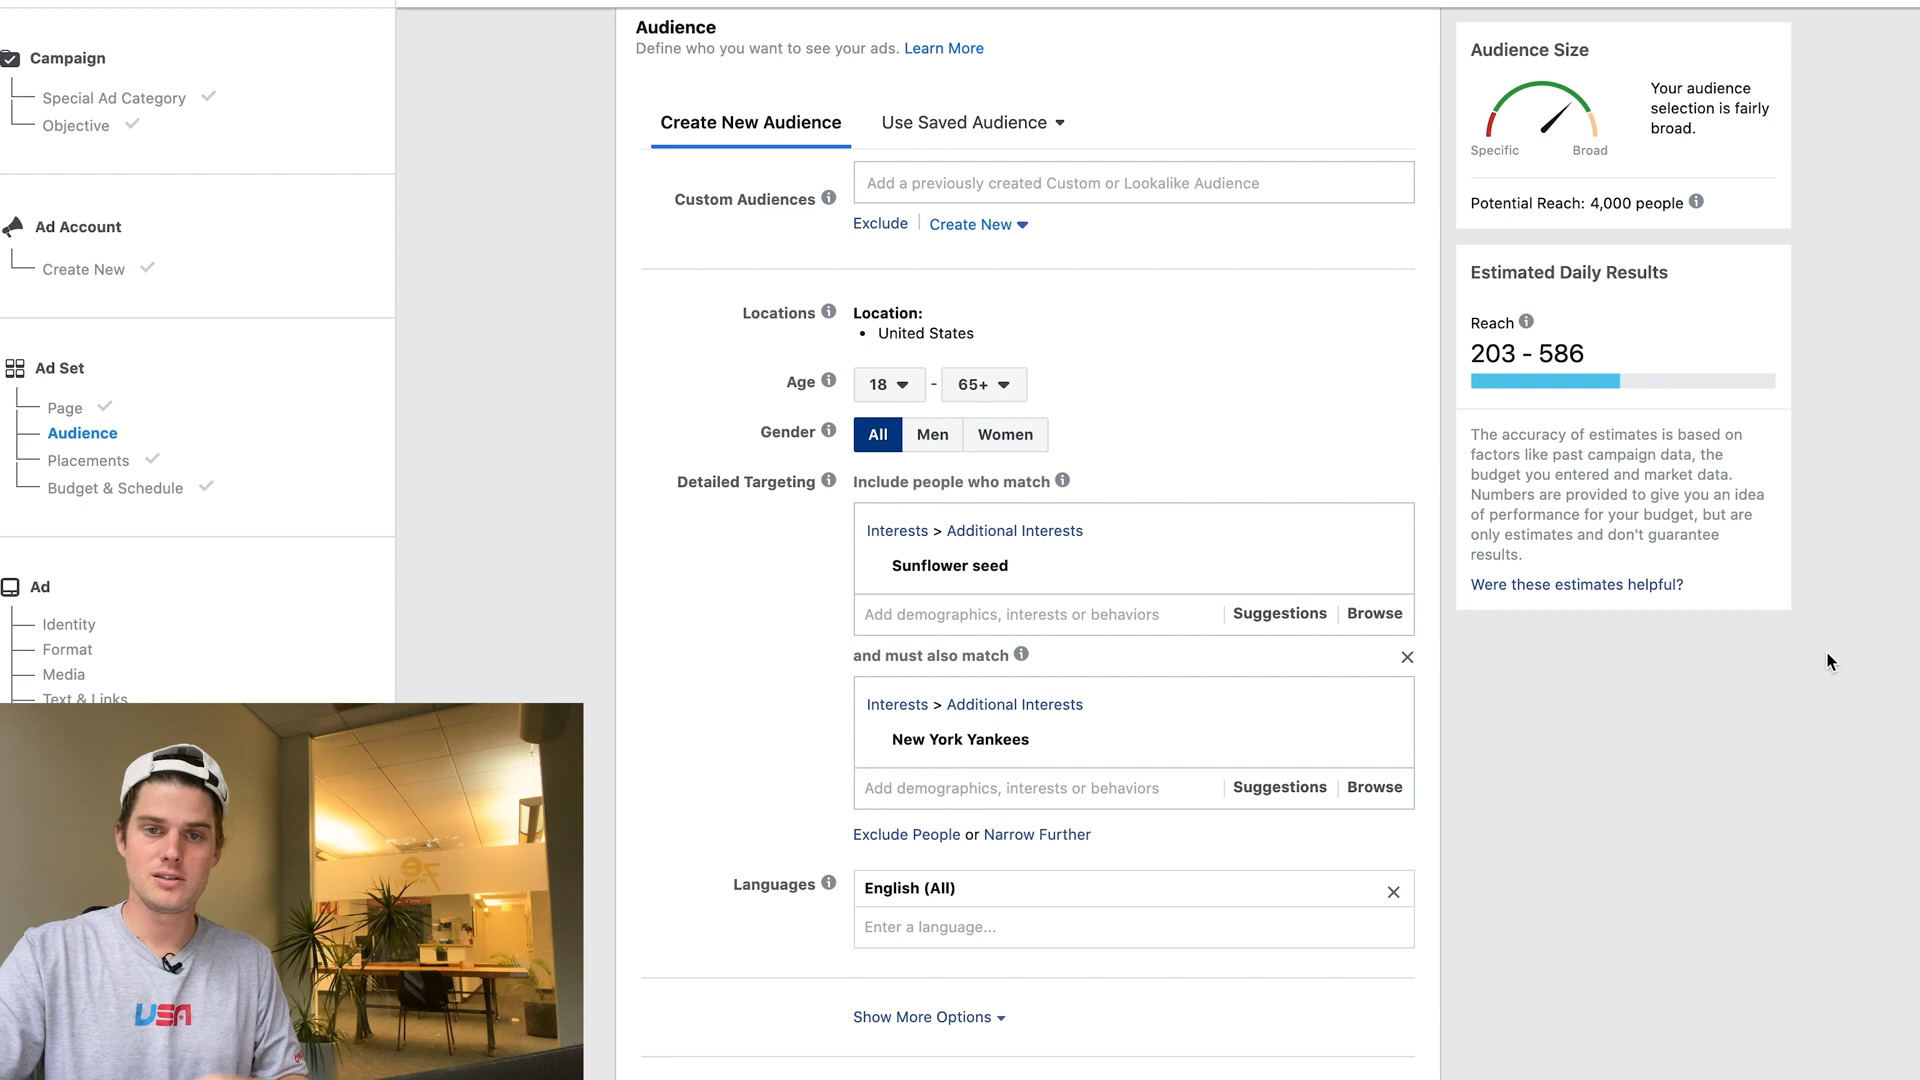 Campaign
Special Ad Category
Objective
Ad Account
Create New
Ad Set
Page
Audience
Placements
Budget & Schedule
Ad
Identity
Format
Media
Text & Links
Audience
Define who you want to see your ads. Learn More
Create New Audience Use Saved Audience
Custom Audiences Add a previously created Custom or Lookalike Audience
Exclude Create New
Locations Location:
• United States
Age 18 - 65+
Gender All Men Women
Detailed Targeting Include people who match
Interests > Additional Interests
Sunflower seed
Add demographics, interests or behaviors Suggestions Browse
and must also match
Interests > Additional Interests
New York Yankees
Add demographics, interests or behaviors Suggestions Browse
Exclude People or Narrow Further
Languages English (All)
Enter a language...
Show More Options
Audience Size
Your audience
selection is fairly
broad.
Specific Broad
Potential Reach: 4,000 people
Estimated Daily Results
Reach
203 - 586
The accuracy of estimates is based on
factors like past campaign data, the
budget you entered and market data.
Numbers are provided to give you an idea
of performance for your budget, but are
only estimates and don't guarantee
results.
Were these estimates helpful?
USA